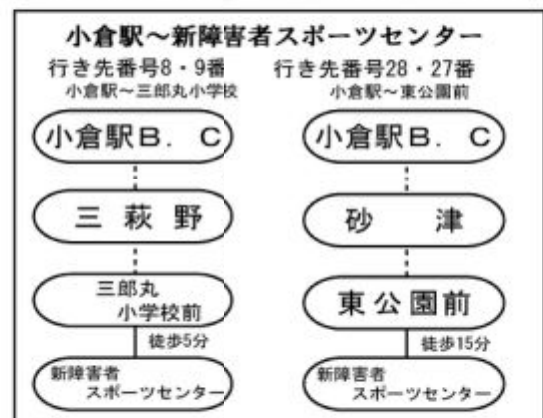 小倉駅～新障害者スポーツセンター
行き先番号8・9番
小倉駅～三郎丸小学校
小倉駅B. C
三萩野
三郎丸
小学校前
徒歩5分
新障害者
スポーツセンター
行き先番号28・27番
小倉駅～東公園前
小倉駅B. C
砂津
東公園前
徒歩15分
新障害者
スポーツセンター